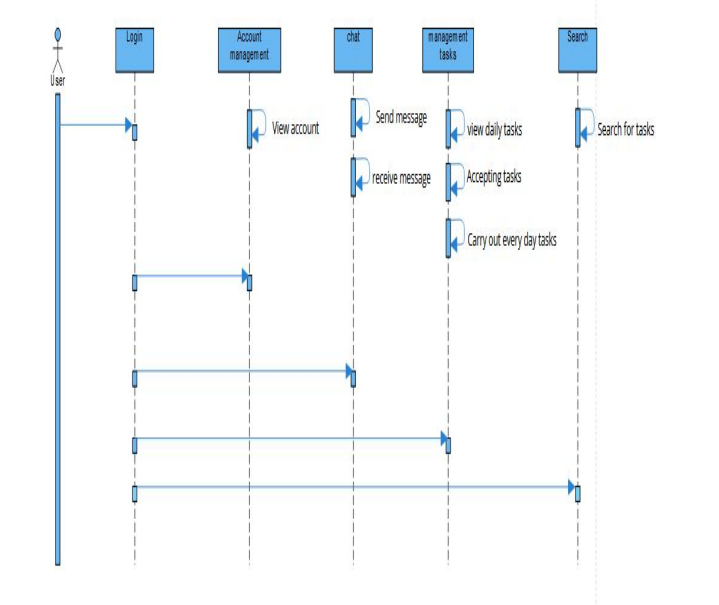 User
Login
Account
management
chat
management
tasks
Search
View account
Send message
receive message
view daily tasks
Accepting tasks
Carry out every day tasks
Search for tasks